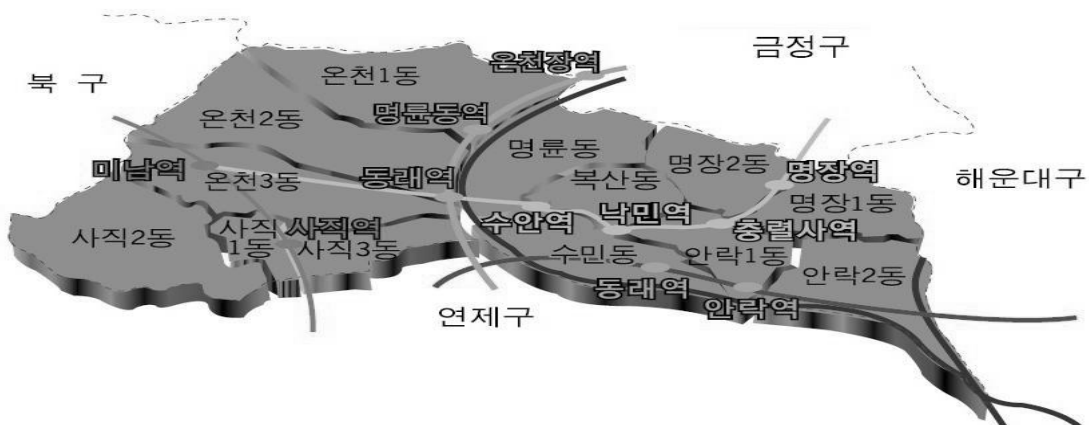 금정구
온천장역
온천1동
북 구
명륜동역
온천2동
명륜동
명장2동
미남역
명장역
온천3동
동래역
복산동
해운대구
명장1동
수안역
낙민역
사직2동
사직
1동
사직역
사직3동
충렬사역
수민동
안락1동
안락2동
동래역
안락역
연제구